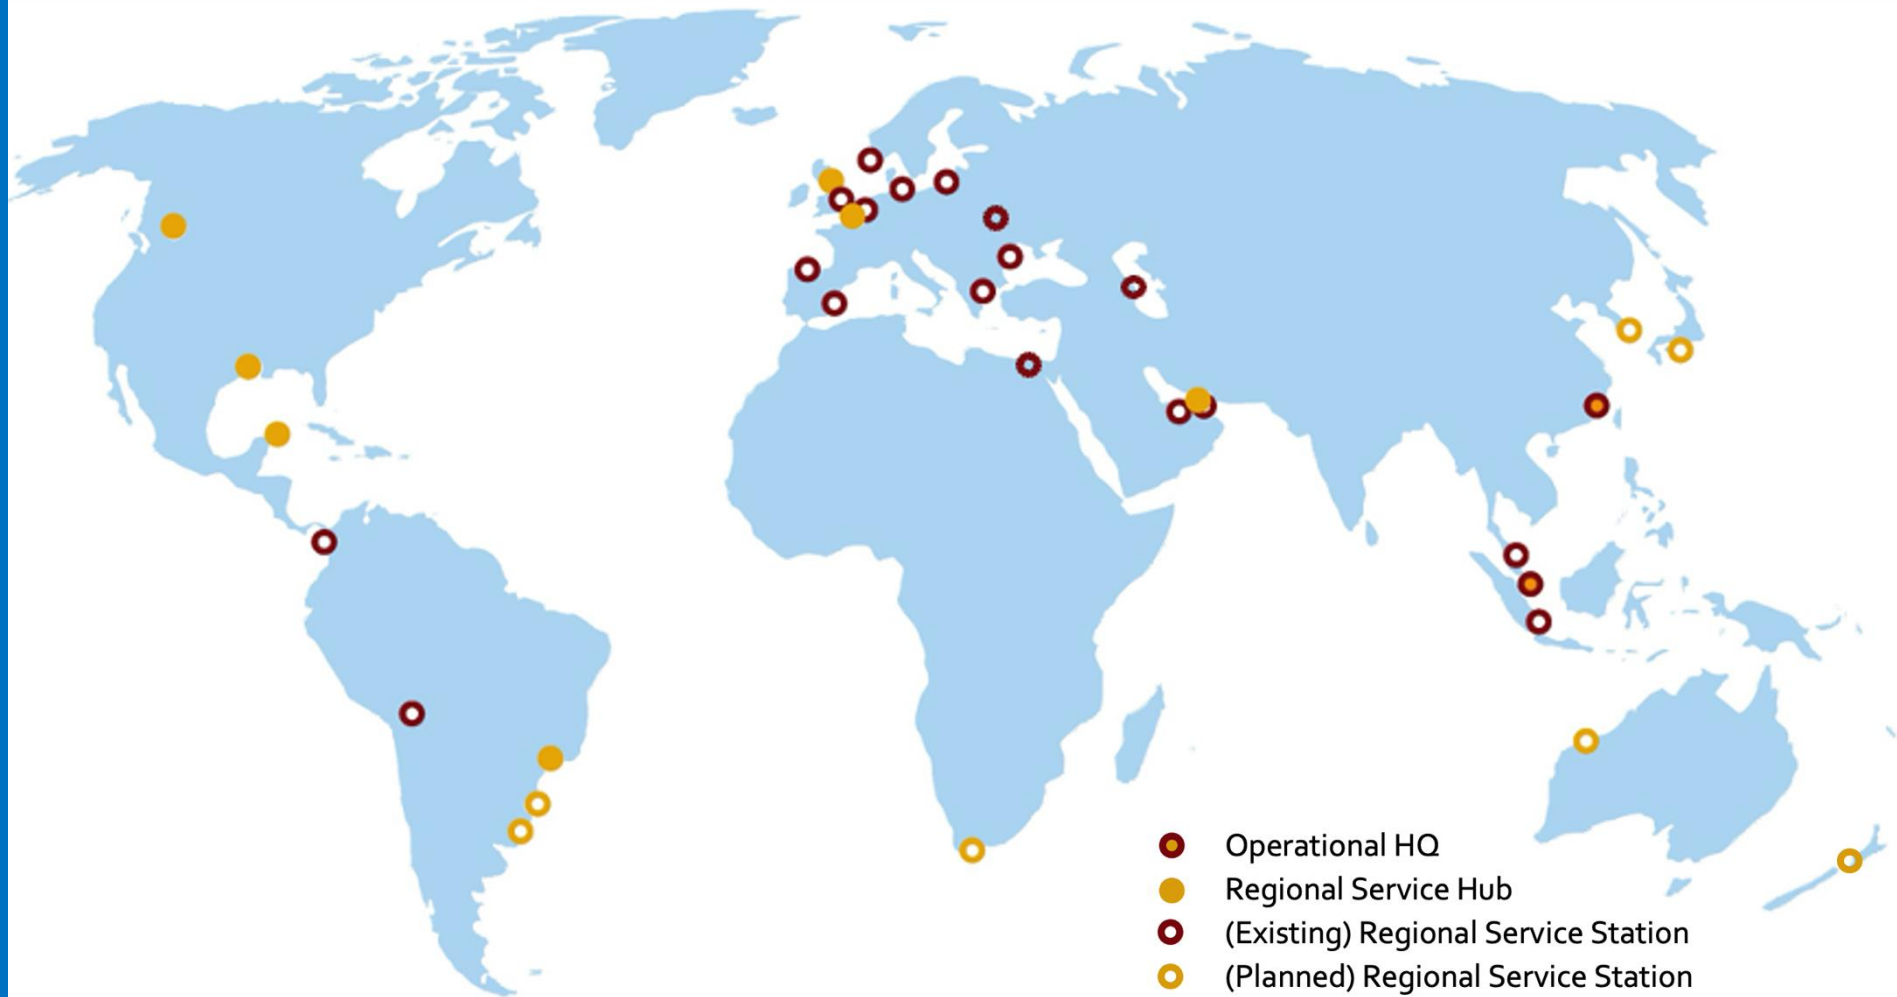 Operational HQ
Regional Service Hub
(Existing) Regional Service Station
(Planned) Regional Service Station